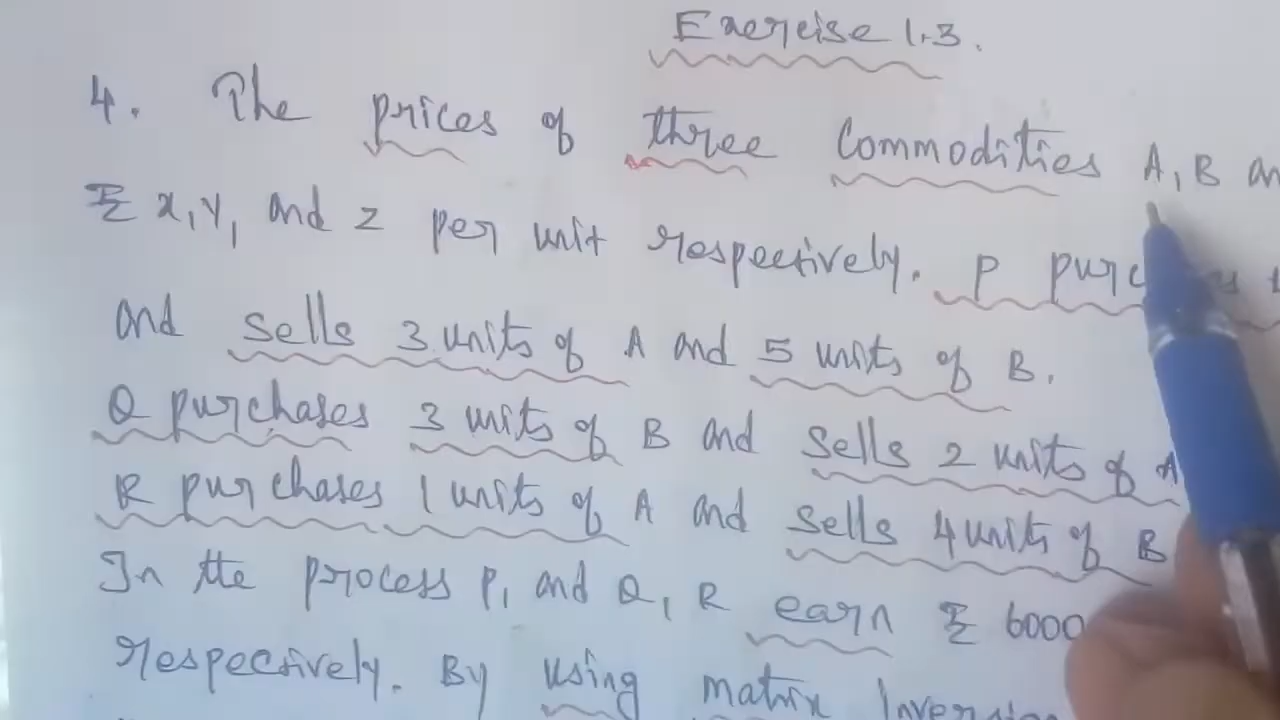 Exercise 1.3.
4. The prices of three Commodities A, B
₹ x, y, and z per unit respectively. P
and sells 3 units of A and 5 units of B.
Q purchases 3 units of B and sells 2 units of A
R purchases 1 units of A and sells 4 units of B
In the process P, and Q, R earn ₹ 6000
respectively. By using matrix